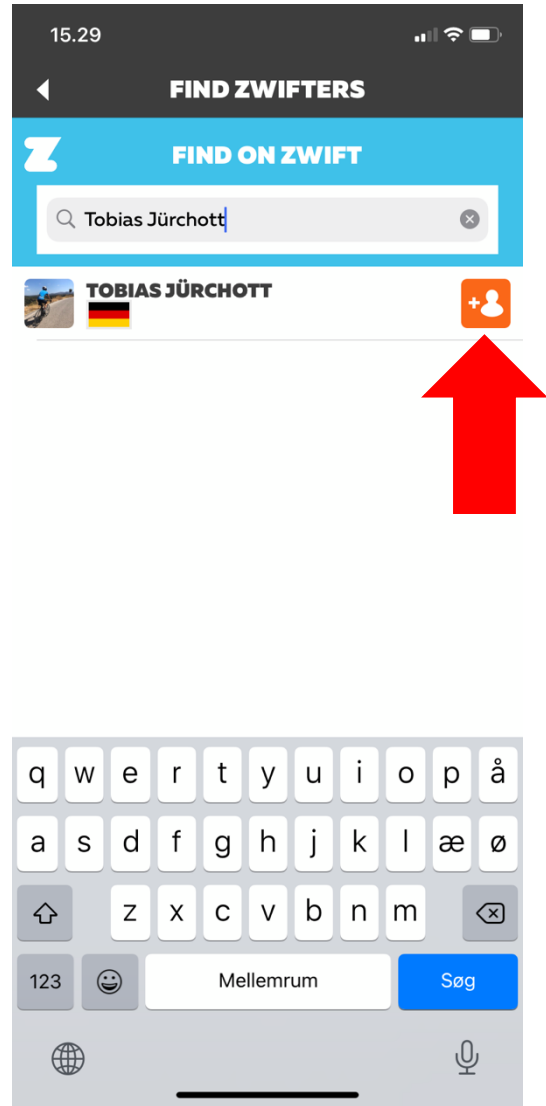 15.29
FIND ZWIFTERS
FIND ON ZWIFT
Tobias Jürchott
TOBIAS JÜRCHOTT
q w e r t y u i o p å
a s d f g h j k l æ ø
z x c v b n m
123 Mellemrum Søg